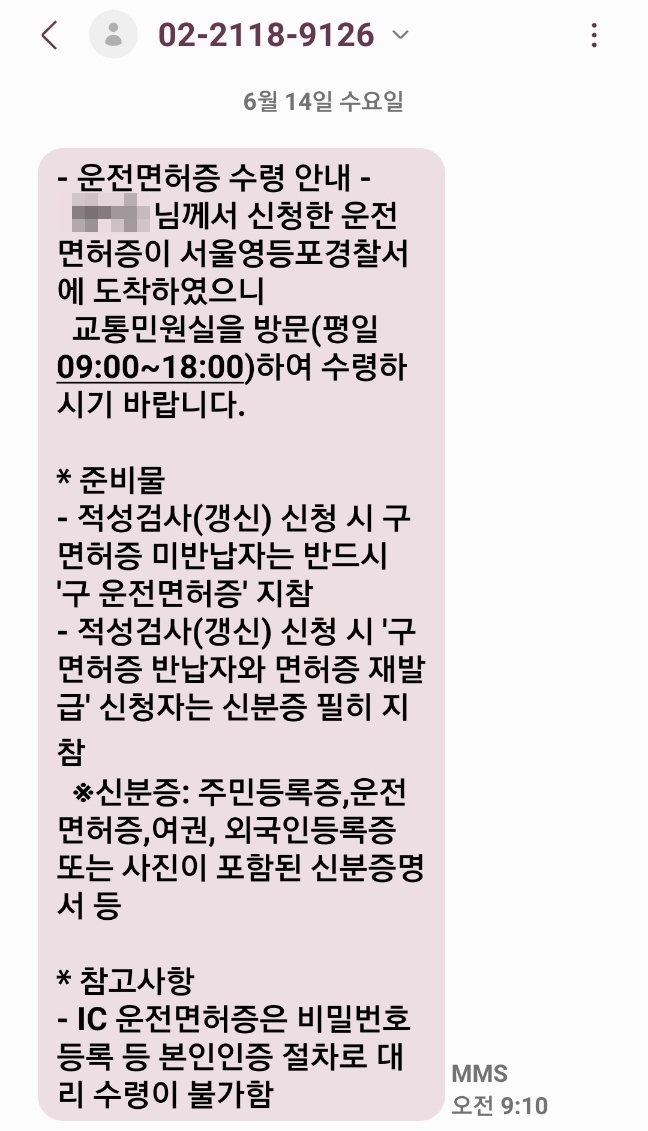 02-2118-9126
6월 14일 수요일
- 운전면허증 수령 안내 -
님께서 신청한 운전
면허증이 서울영등포경찰서
에 도착하였으니
교통민원실을 방문(평일
09:00~18:00)하여 수령하
시기 바랍니다.
* 준비물
- 적성검사(갱신) 신청 시 구
면허증 미반납자는 반드시
'구 운전면허증' 지참
- 적성검사(갱신) 신청 시 '구
면허증 반납자와 면허증 재발
급' 신청자는 신분증 필히 지
참
※신분증: 주민등록증,운전
면허증,여권, 외국인등록증
또는 사진이 포함된 신분증명
서 등
* 참고사항
- IC 운전면허증은 비밀번호
등록 등 본인인증 절차로 대
리 수령이 불가함
MMS
오전 9:10